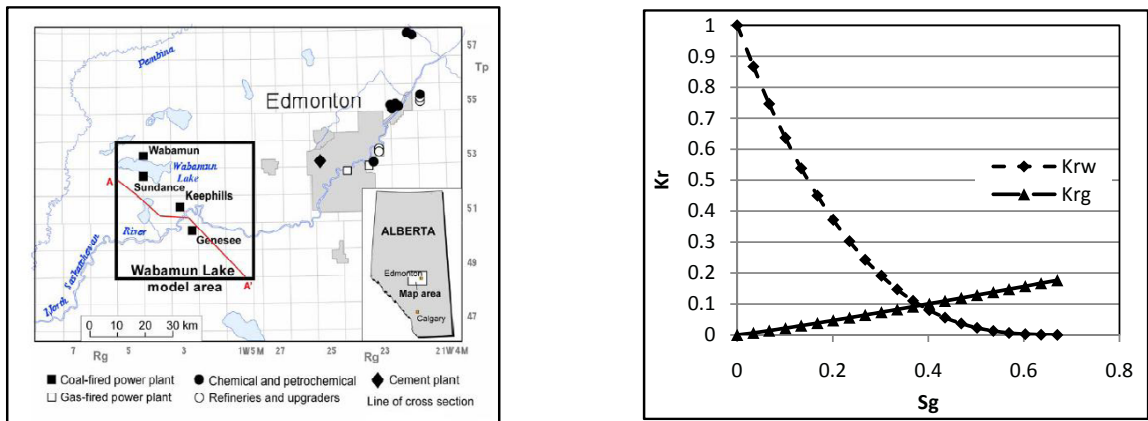 57
Tp
Pembina
Edmonton
55
Wabamun
Wabamun
Lake
53
A
Sundance
Keephills
51
River
Genesee
ALBERTA
Wabamun Lake
model area
A'
49
North Saskatchewan
Edmonton
Map area
Calgary
0 10 20 30 km
47
7 5 3 1W5M 27 25 23 21W4M
Rg Rg
Coal-fired power plant
Chemical and petrochemical
Cement plant
Gas-fired power plant
Refineries and upgraders
Line of cross section
1
0.9
0.8
0.7
0.6
0.5
0.4
0.3
0.2
0.1
0
Kr
Krw
Krg
0 0.2 0.4 0.6 0.8
Sg